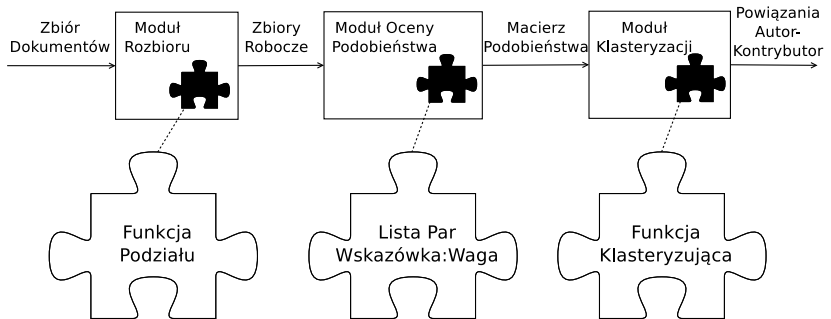 Zbiór
Dokumentów
Moduł
Rozbioru
Zbiory
Robocze
Moduł Oceny
Podobieństwa
Macierz
Podobieństwa
Moduł
Klasteryzacji
Powiązania
Autor-
Kontrybutor
Funkcja
Podziału
Lista Par
Wskazówka:Waga
Funkcja
Klasteryzująca